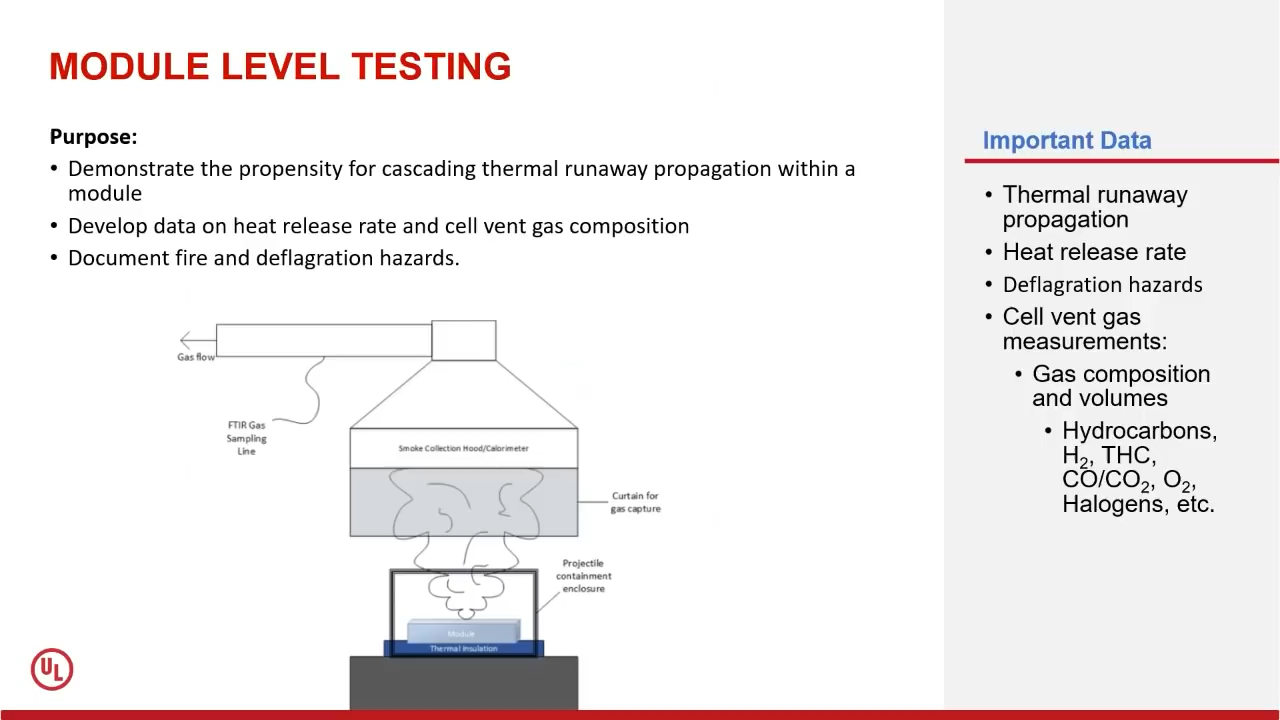 MODULE LEVEL TESTING
Purpose:
• Demonstrate the propensity for cascading thermal runaway propagation within a
module
• Develop data on heat release rate and cell vent gas composition
• Document fire and deflagration hazards.
Gas flow
FTIR Gas
Sampling
Line
Smoke Collection Hood/Calorimeter
Curtain for
gas capture
Projectile
containment
enclosure
Module
Thermal Insulation
UL
Important Data
• Thermal runaway
propagation
• Heat release rate
• Deflagration hazards
• Cell vent gas
measurements:
• Gas composition
and volumes
• Hydrocarbons,
H₂, THC,
CO/CO₂, O₂,
Halogens, etc.